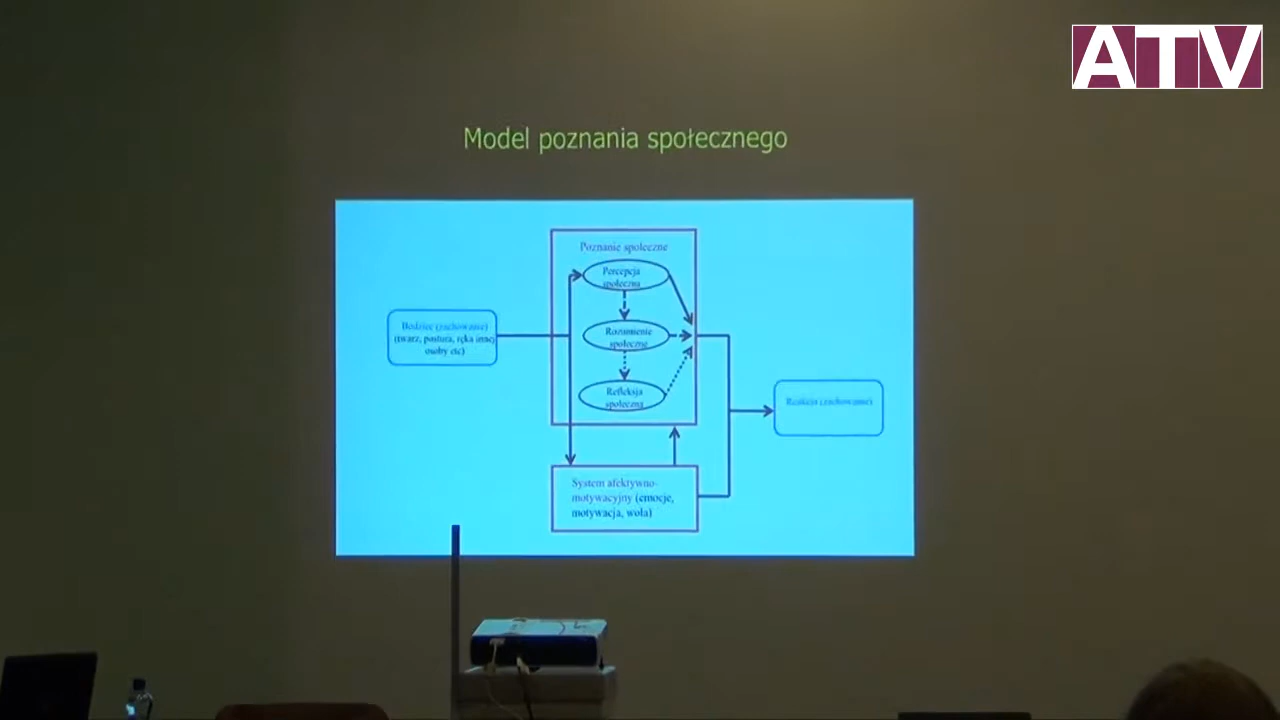 ATV
Model poznania społecznego
Poznanie społeczne
Percepcja
społeczna
Bodziec (zachowanie)
(twarz, postura, ręka innej
osoby etc)
Rozumienie
społeczne
Refleksja
społeczna
Reakcja (zachowanie)
System afektywno-
motywacyjny (emocje,
motywacja, wola)